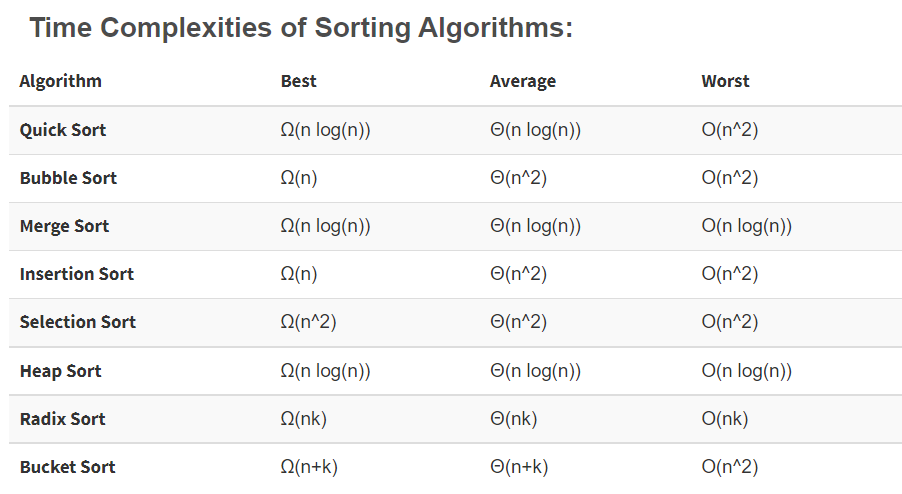 Time Complexities of Sorting Algorithms:
Algorithm Best Average Worst
Quick Sort Ω(n log(n)) Θ(n log(n)) O(n^2)
Bubble Sort Ω(n) Θ(n^2) O(n^2)
Merge Sort Ω(n log(n)) Θ(n log(n)) O(n log(n))
Insertion Sort Ω(n) Θ(n^2) O(n^2)
Selection Sort Ω(n^2) Θ(n^2) O(n^2)
Heap Sort Ω(n log(n)) Θ(n log(n)) O(n log(n))
Radix Sort Ω(nk) Θ(nk) O(nk)
Bucket Sort Ω(n+k) Θ(n+k) O(n^2)